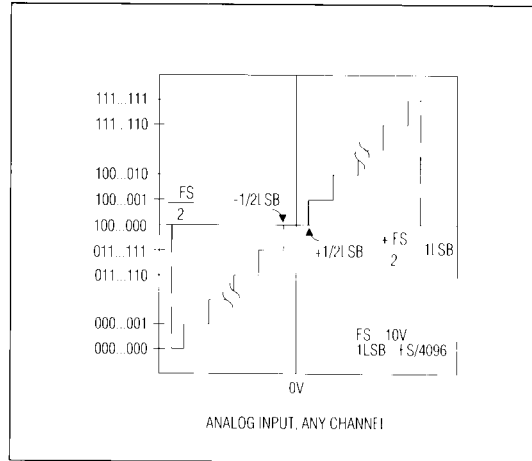 111...111
111...110
100...010
100...001
FS
2
-1/2LSB
100...000
011...111
+1/2LSB
+FS
2
1LSB
011...110
000...001
FS 10V
1LSB FS/4096
000...000
0V
ANALOG INPUT, ANY CHANNEL